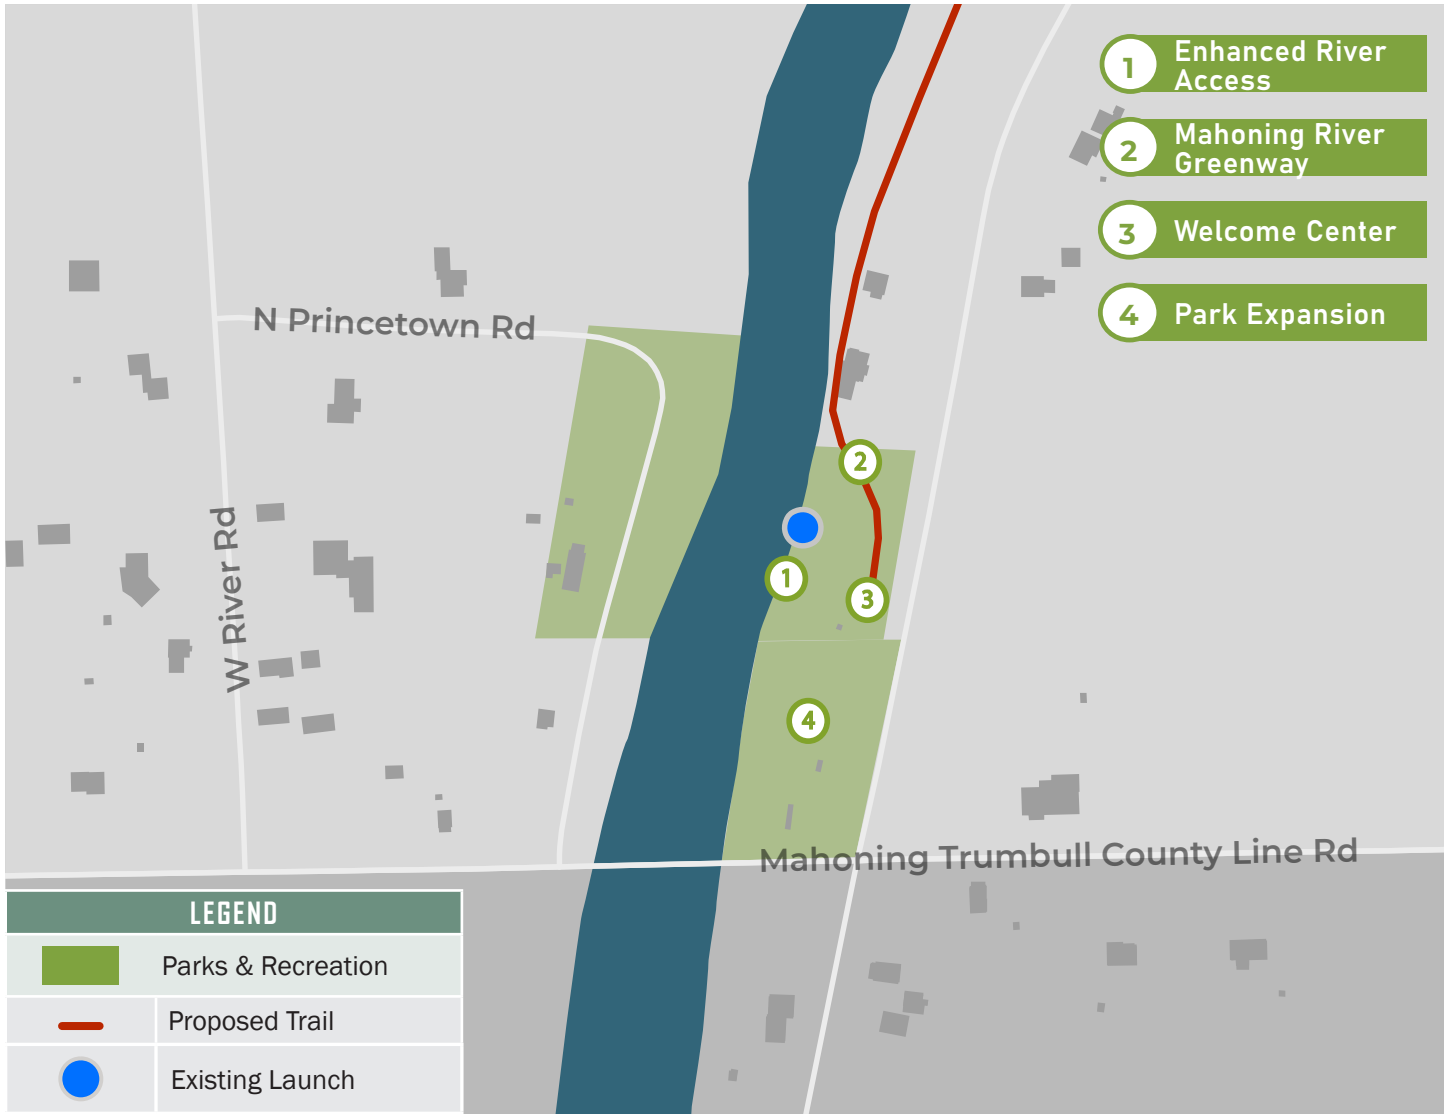 1
Enhanced River
Access
2
Mahoning River
Greenway
3
Welcome Center
4
Park Expansion
N Princetown Rd
W River Rd
2
1
3
4
Mahoning Trumbull County Line Rd
LEGEND
Parks & Recreation
Proposed Trail
Existing Launch